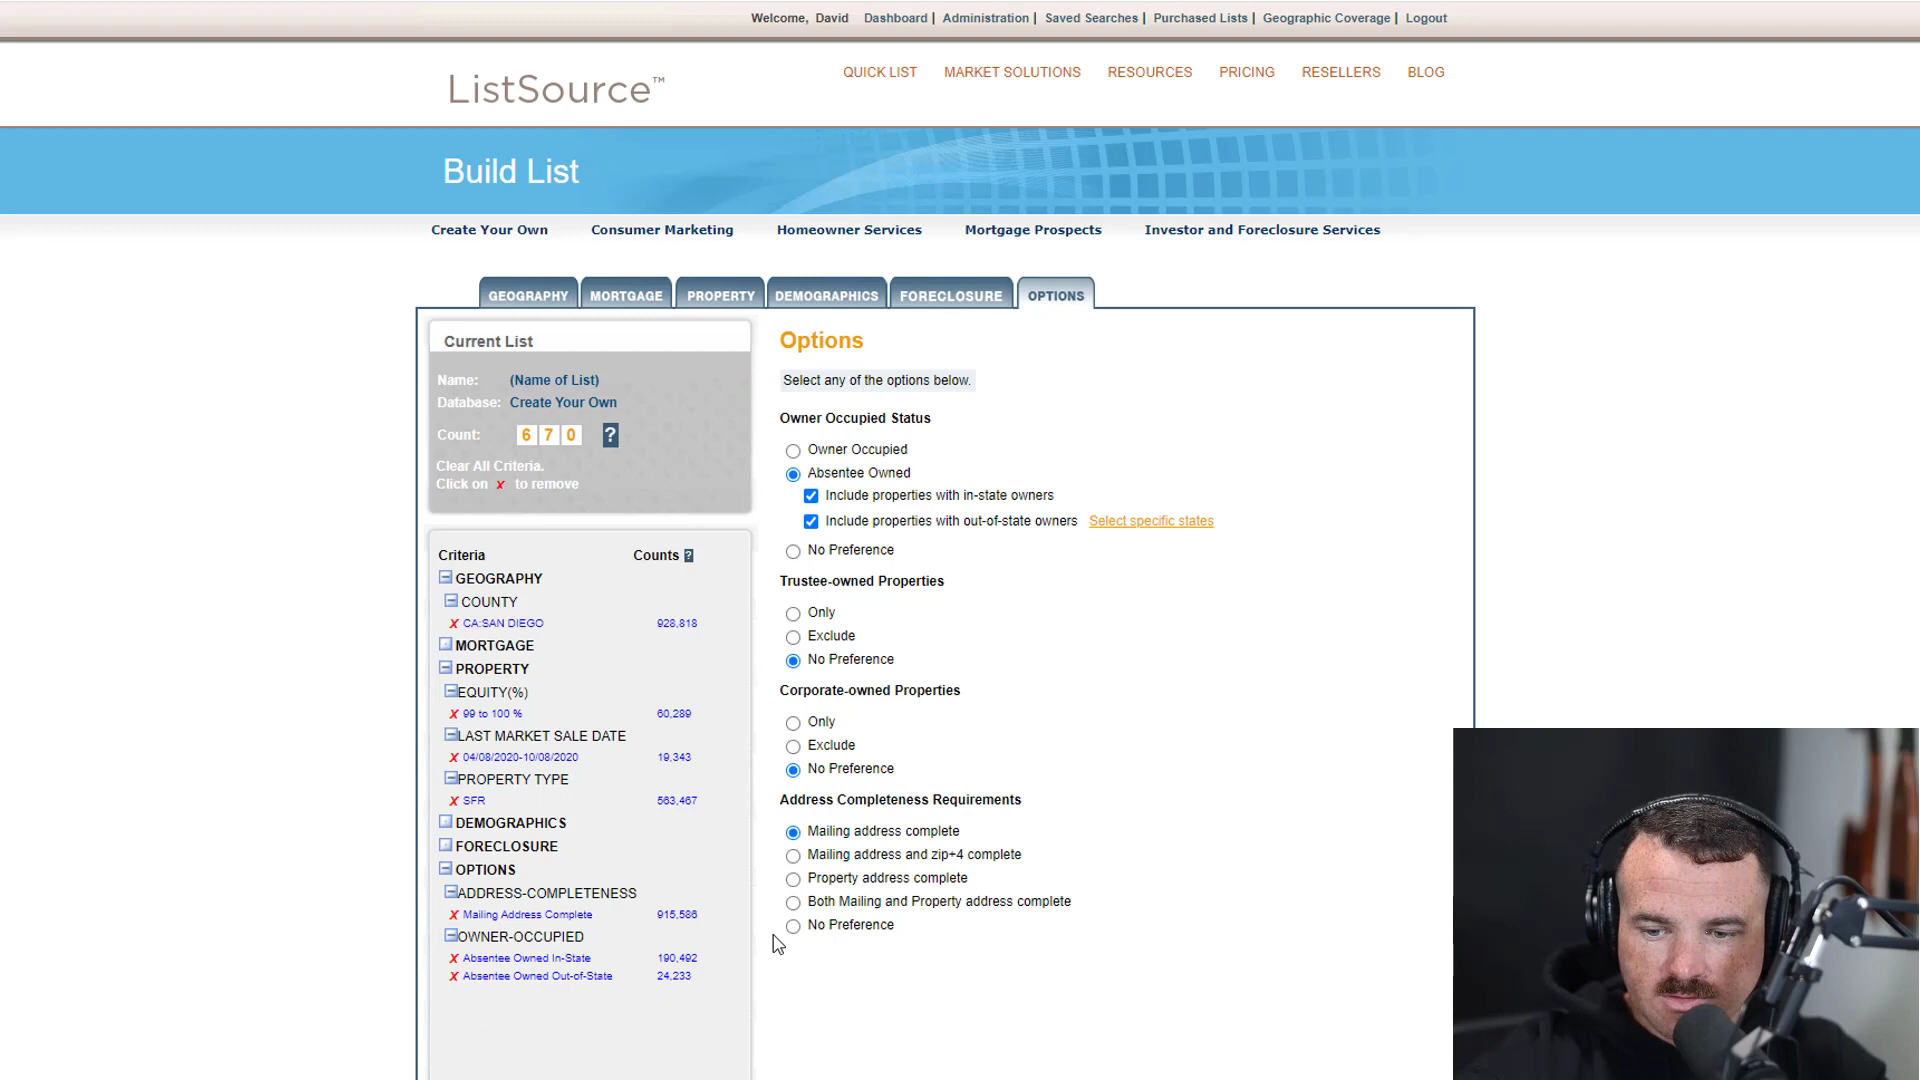 Welcome, David Dashboard | Administration | Saved Searches | Purchased Lists | Geographic Coverage | Logout
ListSource™
QUICK LIST MARKET SOLUTIONS RESOURCES PRICING RESELLERS BLOG
Build List
Create Your Own Consumer Marketing Homeowner Services Mortgage Prospects Investor and Foreclosure Services
GEOGRAPHY MORTGAGE PROPERTY DEMOGRAPHICS FORECLOSURE OPTIONS
Current List
Name: (Name of List)
Database: Create Your Own
Count: 6 7 0 ?
Clear All Criteria.
Click on x to remove
Criteria Counts ?
GEOGRAPHY
COUNTY
X CA:SAN DIEGO 928,818
MORTGAGE
PROPERTY
EQUITY(%)
X 99 to 100 % 60,289
LAST MARKET SALE DATE
X 04/08/2020-10/08/2020 19,343
PROPERTY TYPE
X SFR 563,467
DEMOGRAPHICS
FORECLOSURE
OPTIONS
ADDRESS-COMPLETENESS
X Mailing Address Complete 915,586
OWNER-OCCUPIED
X Absentee Owned In-State 190,492
X Absentee Owned Out-of-State 24,233
Options
Select any of the options below.
Owner Occupied Status
Owner Occupied
Absentee Owned
Include properties with in-state owners
Include properties with out-of-state owners Select specific states
No Preference
Trustee-owned Properties
Only
Exclude
No Preference
Corporate-owned Properties
Only
Exclude
No Preference
Address Completeness Requirements
Mailing address complete
Mailing address and zip+4 complete
Property address complete
Both Mailing and Property address complete
No Preference